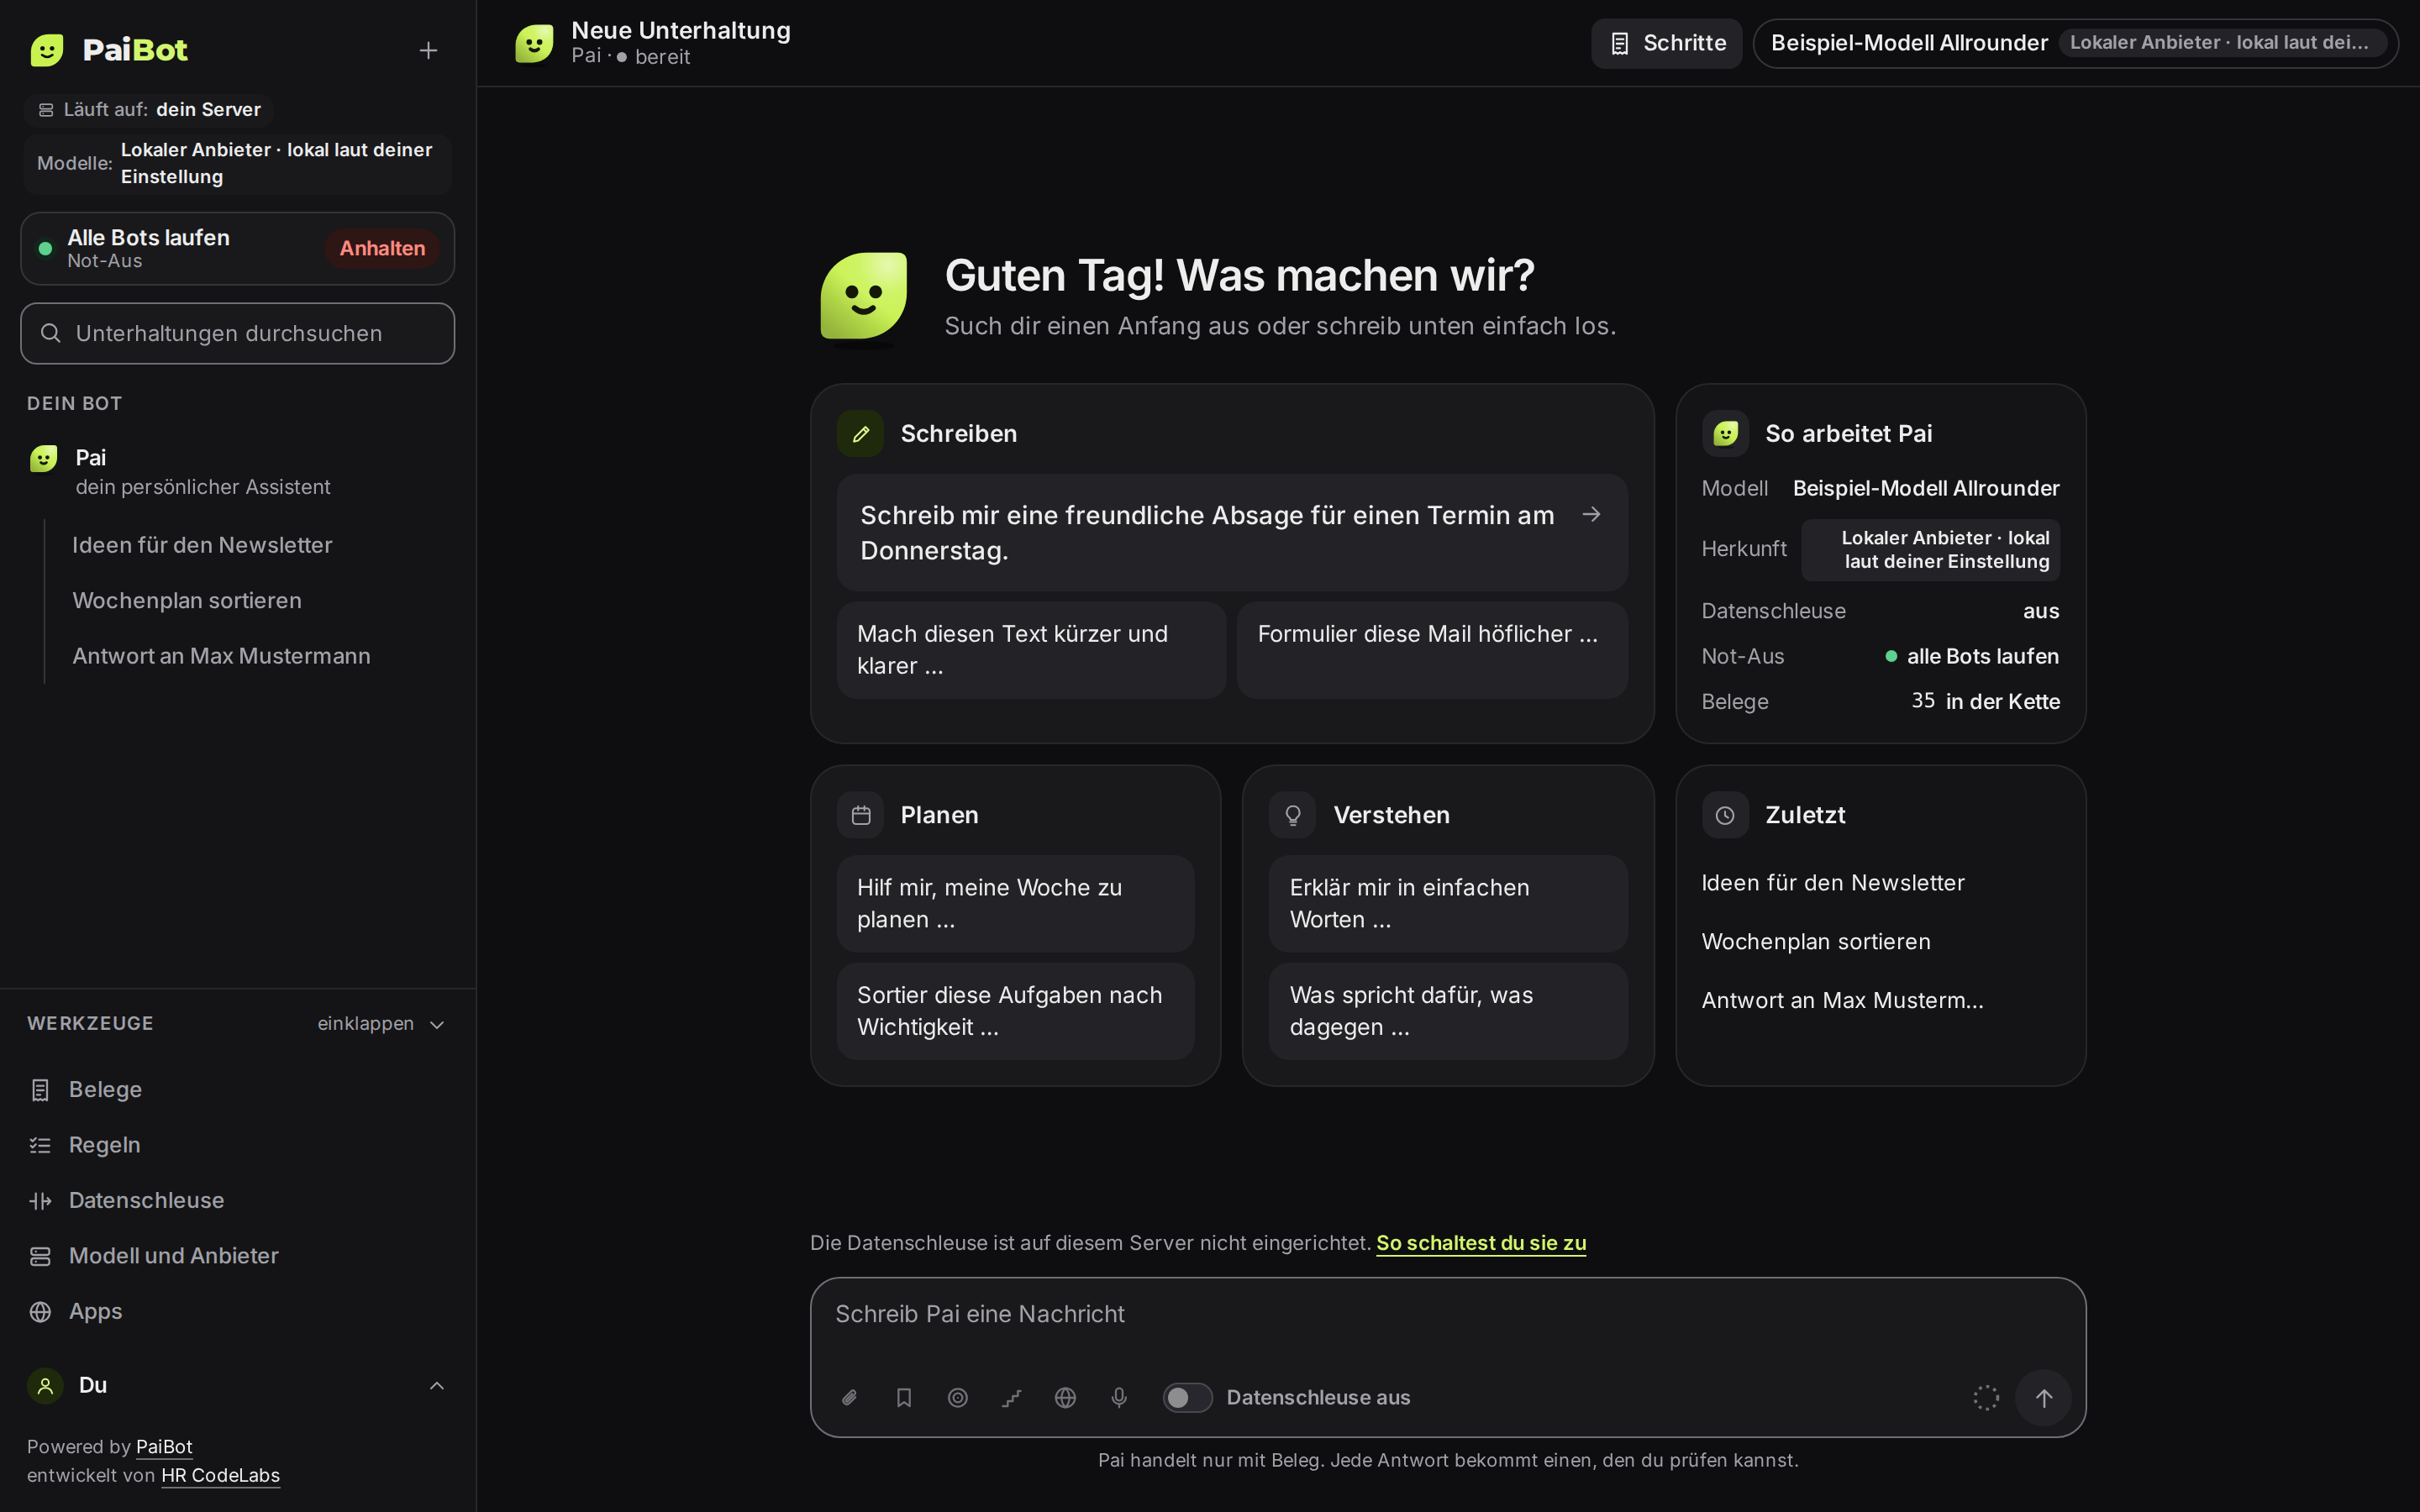 PaiBot
Läuft auf: dein Server
Modelle: Lokaler Anbieter · lokal laut deiner
Einstellung
Alle Bots laufen
Not-Aus
Anhalten
Unterhaltungen durchsuchen
DEIN BOT
Pai
dein persönlicher Assistent
Ideen für den Newsletter
Wochenplan sortieren
Antwort an Max Mustermann
WERKZEUGE
einklappen
Belege
Regeln
Datenschleuse
Modell und Anbieter
Apps
Du
Powered by PaiBot
entwickelt von HR CodeLabs
Neue Unterhaltung
Pai · bereit
Schritte
Beispiel-Modell Allrounder
Lokaler Anbieter · lokal laut dei...
Guten Tag! Was machen wir?
Such dir einen Anfang aus oder schreib unten einfach los.
Schreiben
Schreib mir eine freundliche Absage für einen Termin am
Donnerstag.
Mach diesen Text kürzer und
klarer ...
Formulier diese Mail höflicher ...
So arbeitet Pai
Modell Beispiel-Modell Allrounder
Herkunft Lokaler Anbieter · lokal
laut deiner Einstellung
Datenschleuse aus
Not-Aus alle Bots laufen
Belege 35 in der Kette
Planen
Hilf mir, meine Woche zu
planen ...
Sortier diese Aufgaben nach
Wichtigkeit ...
Verstehen
Erklär mir in einfachen
Worten ...
Was spricht dafür, was
dagegen ...
Zuletzt
Ideen für den Newsletter
Wochenplan sortieren
Antwort an Max Musterm...
Die Datenschleuse ist auf diesem Server nicht eingerichtet. So schaltest du sie zu
Schreib Pai eine Nachricht
Datenschleuse aus
Pai handelt nur mit Beleg. Jede Antwort bekommt einen, den du prüfen kannst.